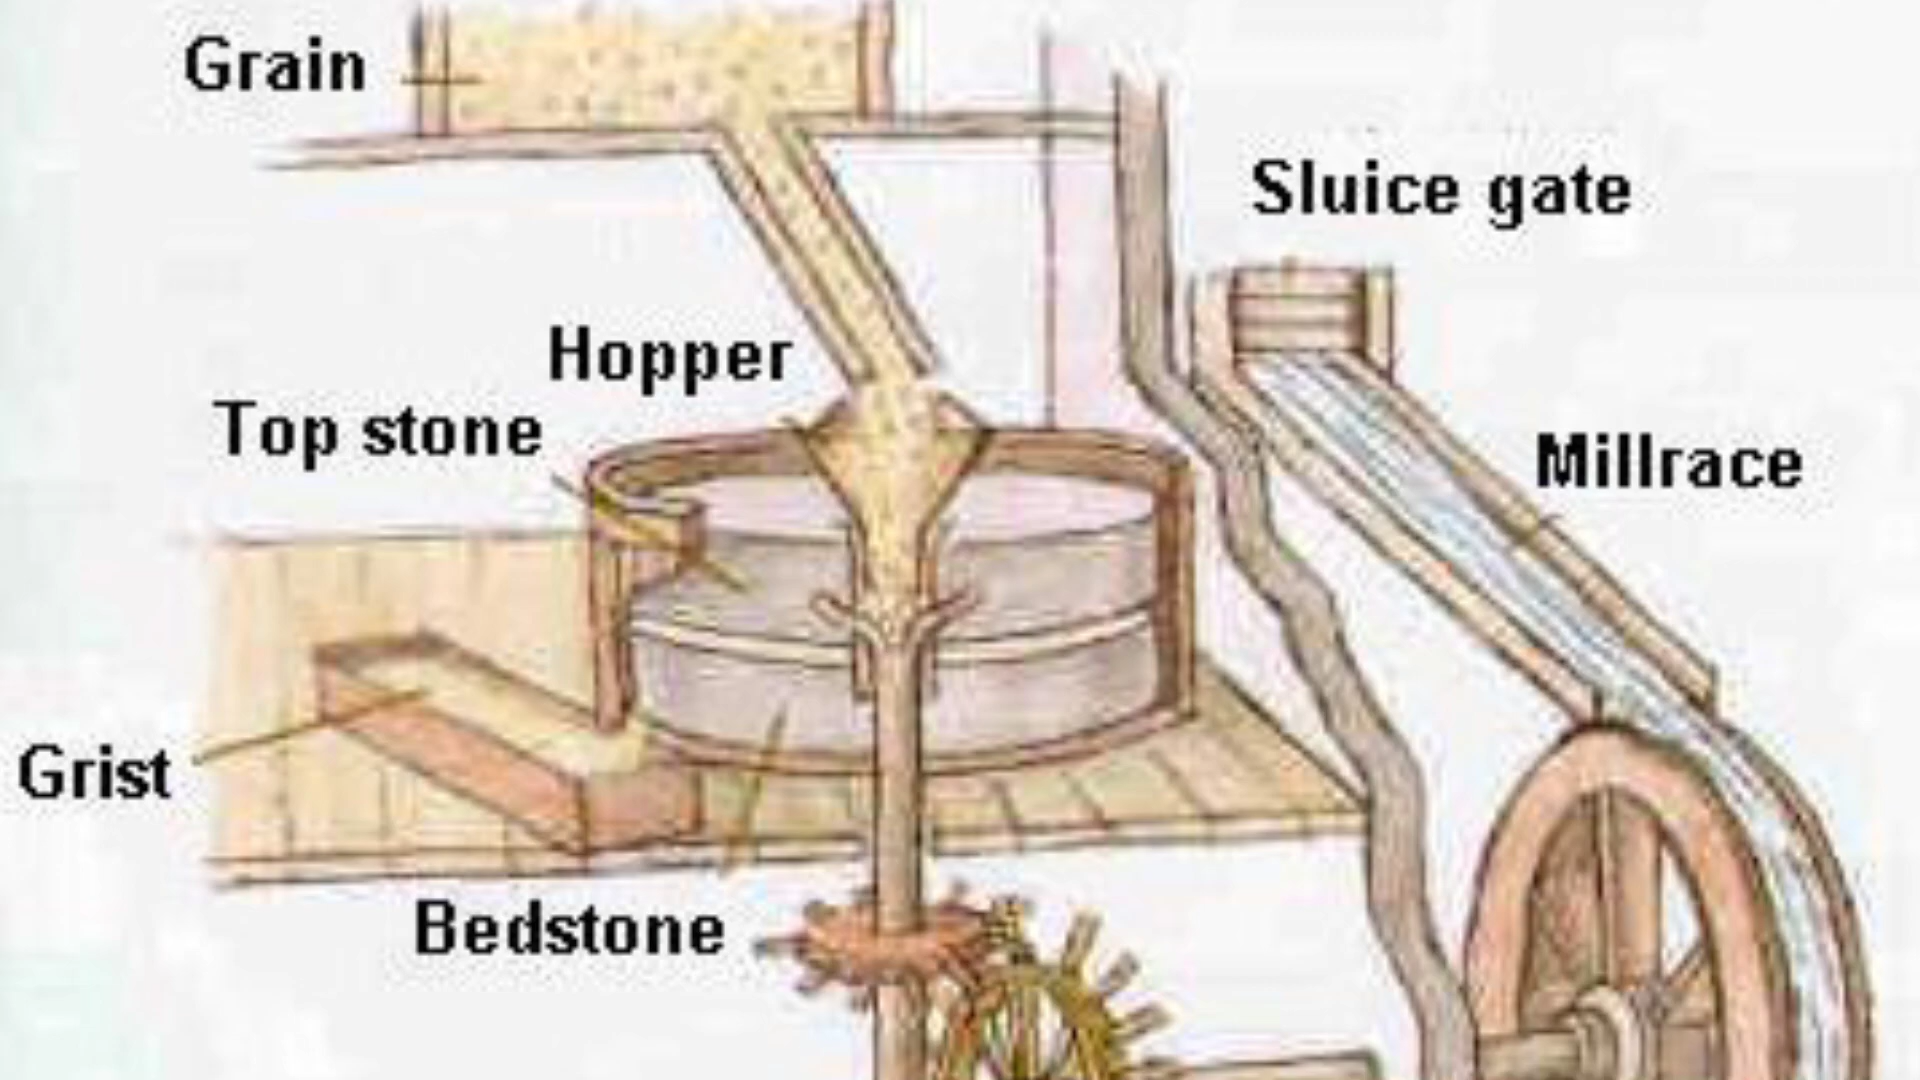 Grain
Sluice gate
Hopper
Top stone
Millrace
Grist
Bedstone